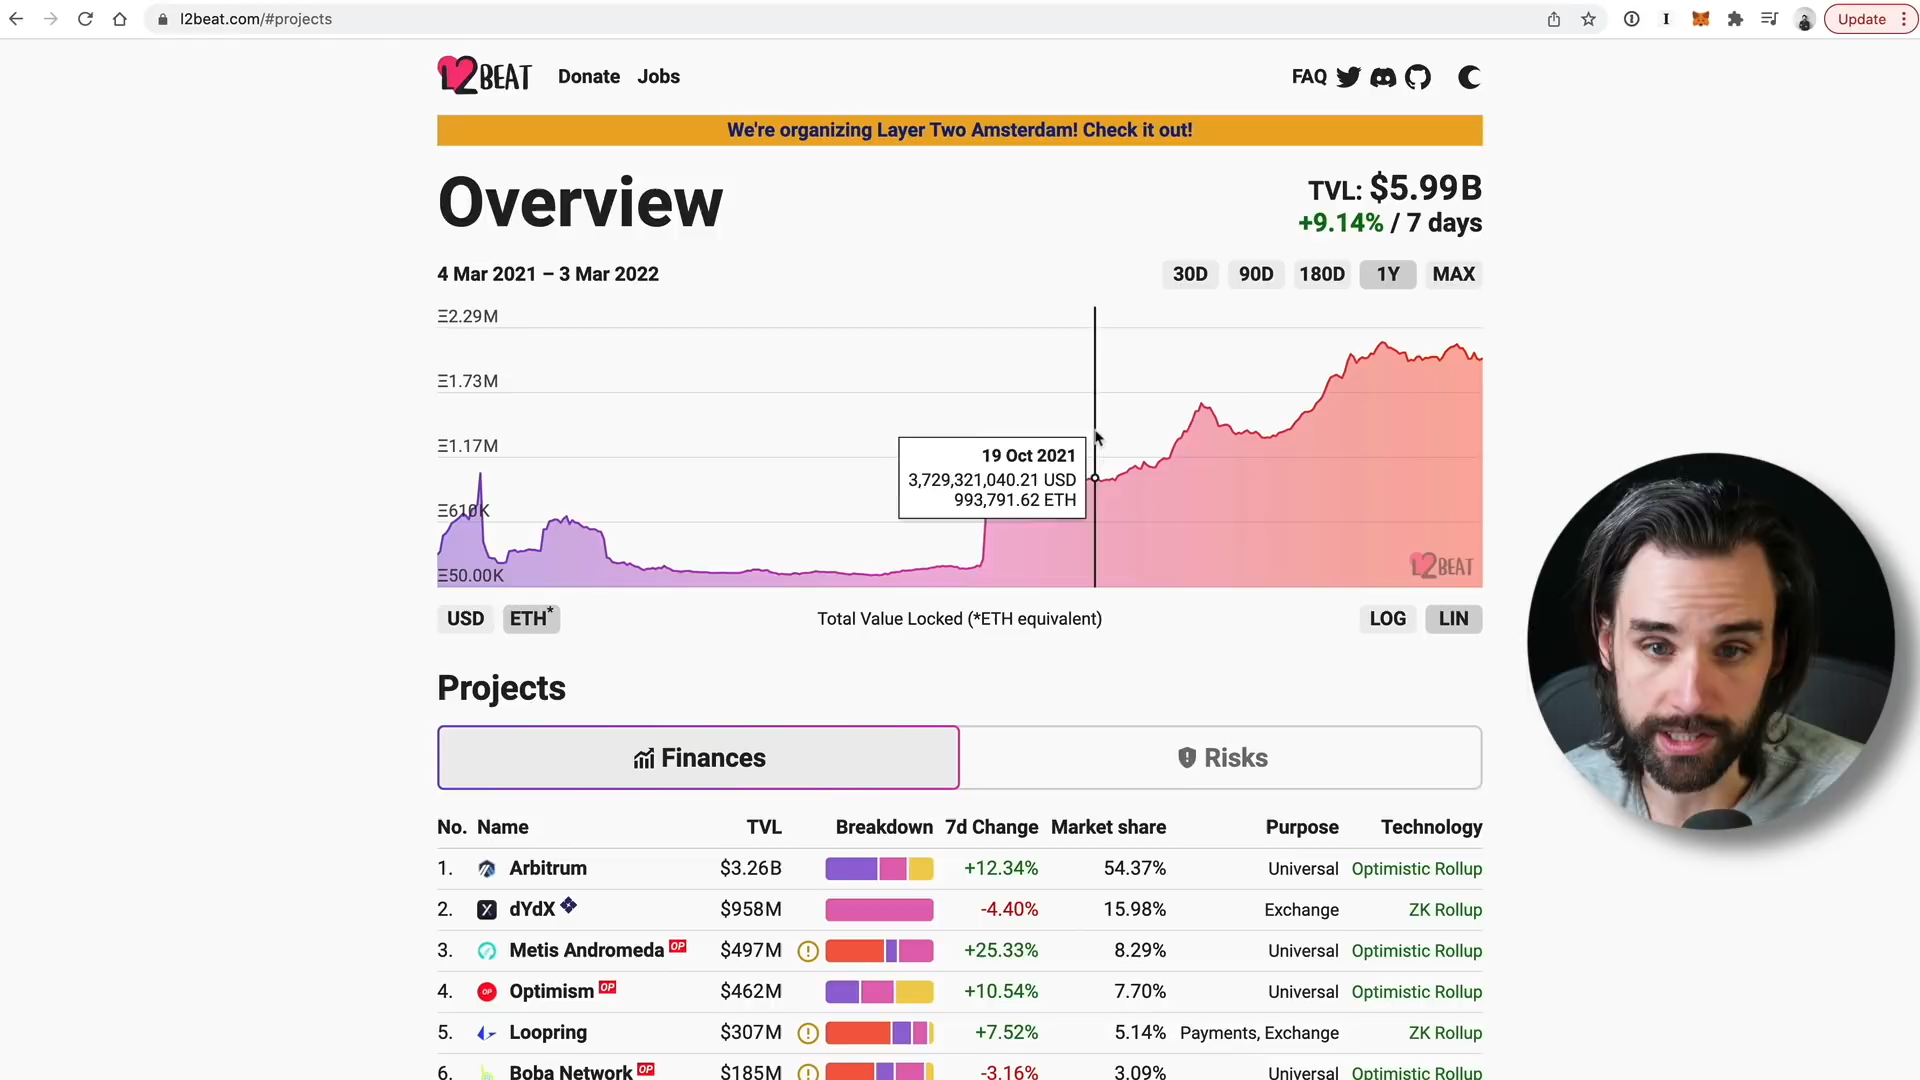 l2beat.com/#projects
Update
L2BEAT Donate Jobs FAQ
We're organizing Layer Two Amsterdam! Check it out!
Overview
TVL: $5.99B
+9.14% / 7 days
4 Mar 2021 – 3 Mar 2022
30D 90D 180D 1Y MAX
Ξ2.29M
Ξ1.73M
Ξ1.17M
Ξ610K
Ξ50.00K
19 Oct 2021
3,729,321,040.21 USD
993,791.62 ETH
L2BEAT
USD ETH* Total Value Locked (*ETH equivalent) LOG LIN
Projects
Finances Risks
No. Name TVL Breakdown 7d Change Market share Purpose Technology
1. Arbitrum $3.26B +12.34% 54.37% Universal Optimistic Rollup
2. dYdX $958M -4.40% 15.98% Exchange ZK Rollup
3. Metis Andromeda OP $497M +25.33% 8.29% Universal Optimistic Rollup
4. OP Optimism OP $462M +10.54% 7.70% Universal Optimistic Rollup
5. Loopring $307M +7.52% 5.14% Payments, Exchange ZK Rollup
6. Boba Network OP $185M -3.16% 3.09% Universal Optimistic Rollup